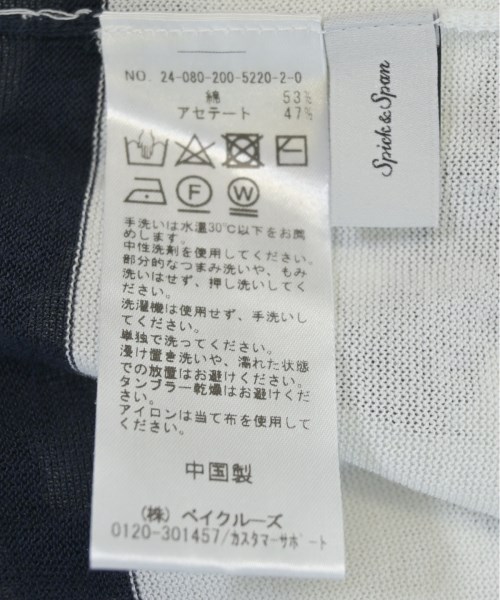 NO. 24-080-200-5220-2-0
綿 53%
アセテート 47%
F
W
手洗いは水温30℃以下をお薦
めします。
中性洗剤を使用してください。
部分的なつまみ洗いや、もみ
洗いはせず、押し洗いしてく
ださい。
洗濯機は使用せず、手洗いし
てください。
単独で洗ってください。
浸け置き洗いや、濡れた状態
での放置はお避けください。
タンブラー乾燥はお避けくだ
さい。
アイロンは当て布を使用して
ください。
中国製
(株) ベイクルーズ
0120-301457/カスタマーサポート
Spick&Span